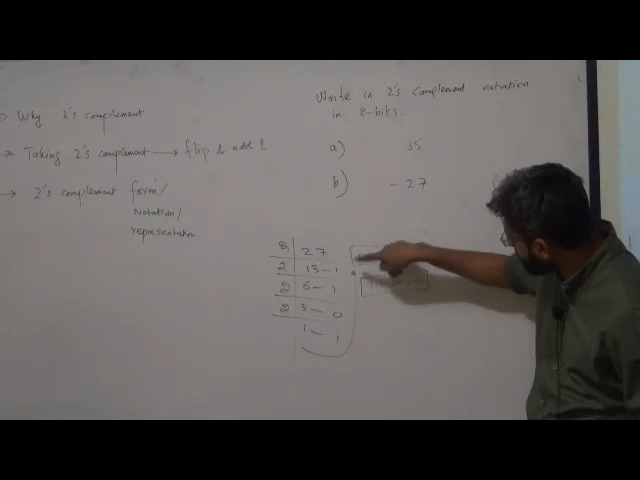 -> Why 2's complement
-> Taking 2's complement -> flip & add 1
-> 2's complement form/
Notation/
representation
Write in 2's complement notation
in 8-bits.
a) 35
b) - 27
2 27
2 13 - 1
2 6 - 1
2 3 - 0
1 - 1